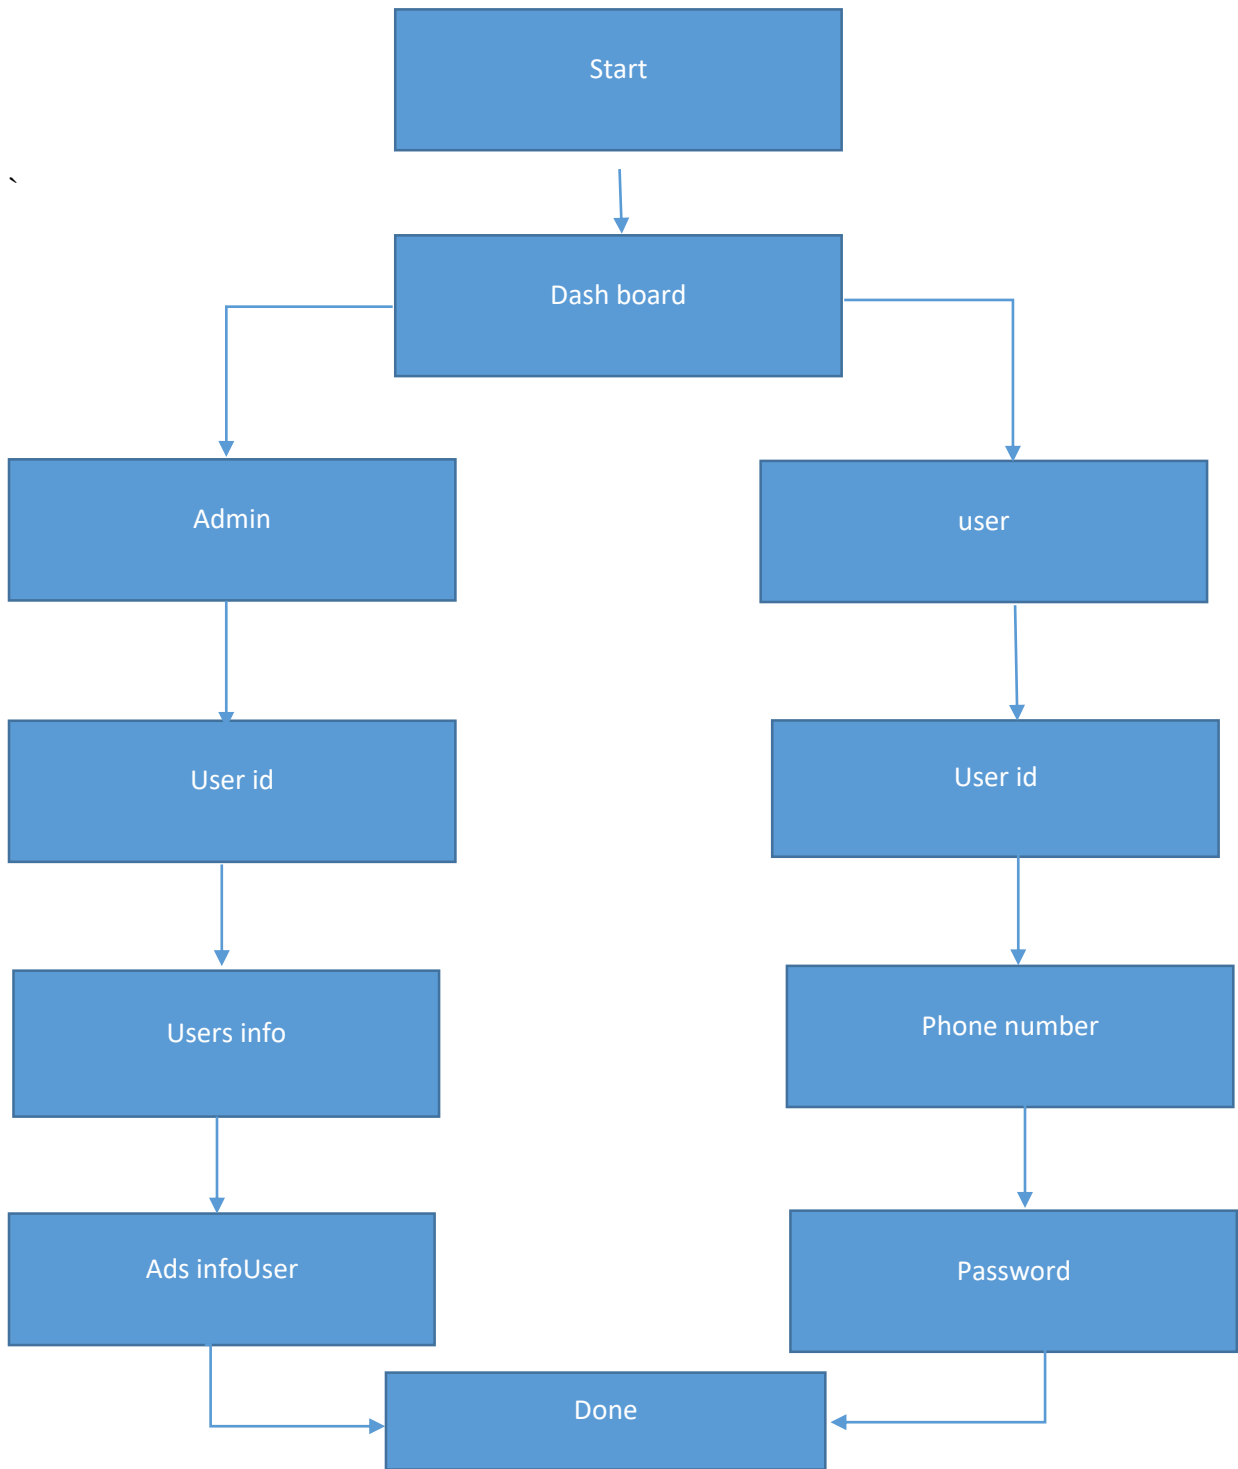 Start
`
Dash board
Admin
user
User id
User id
Users info
Phone number
Ads infoUser
Password
Done